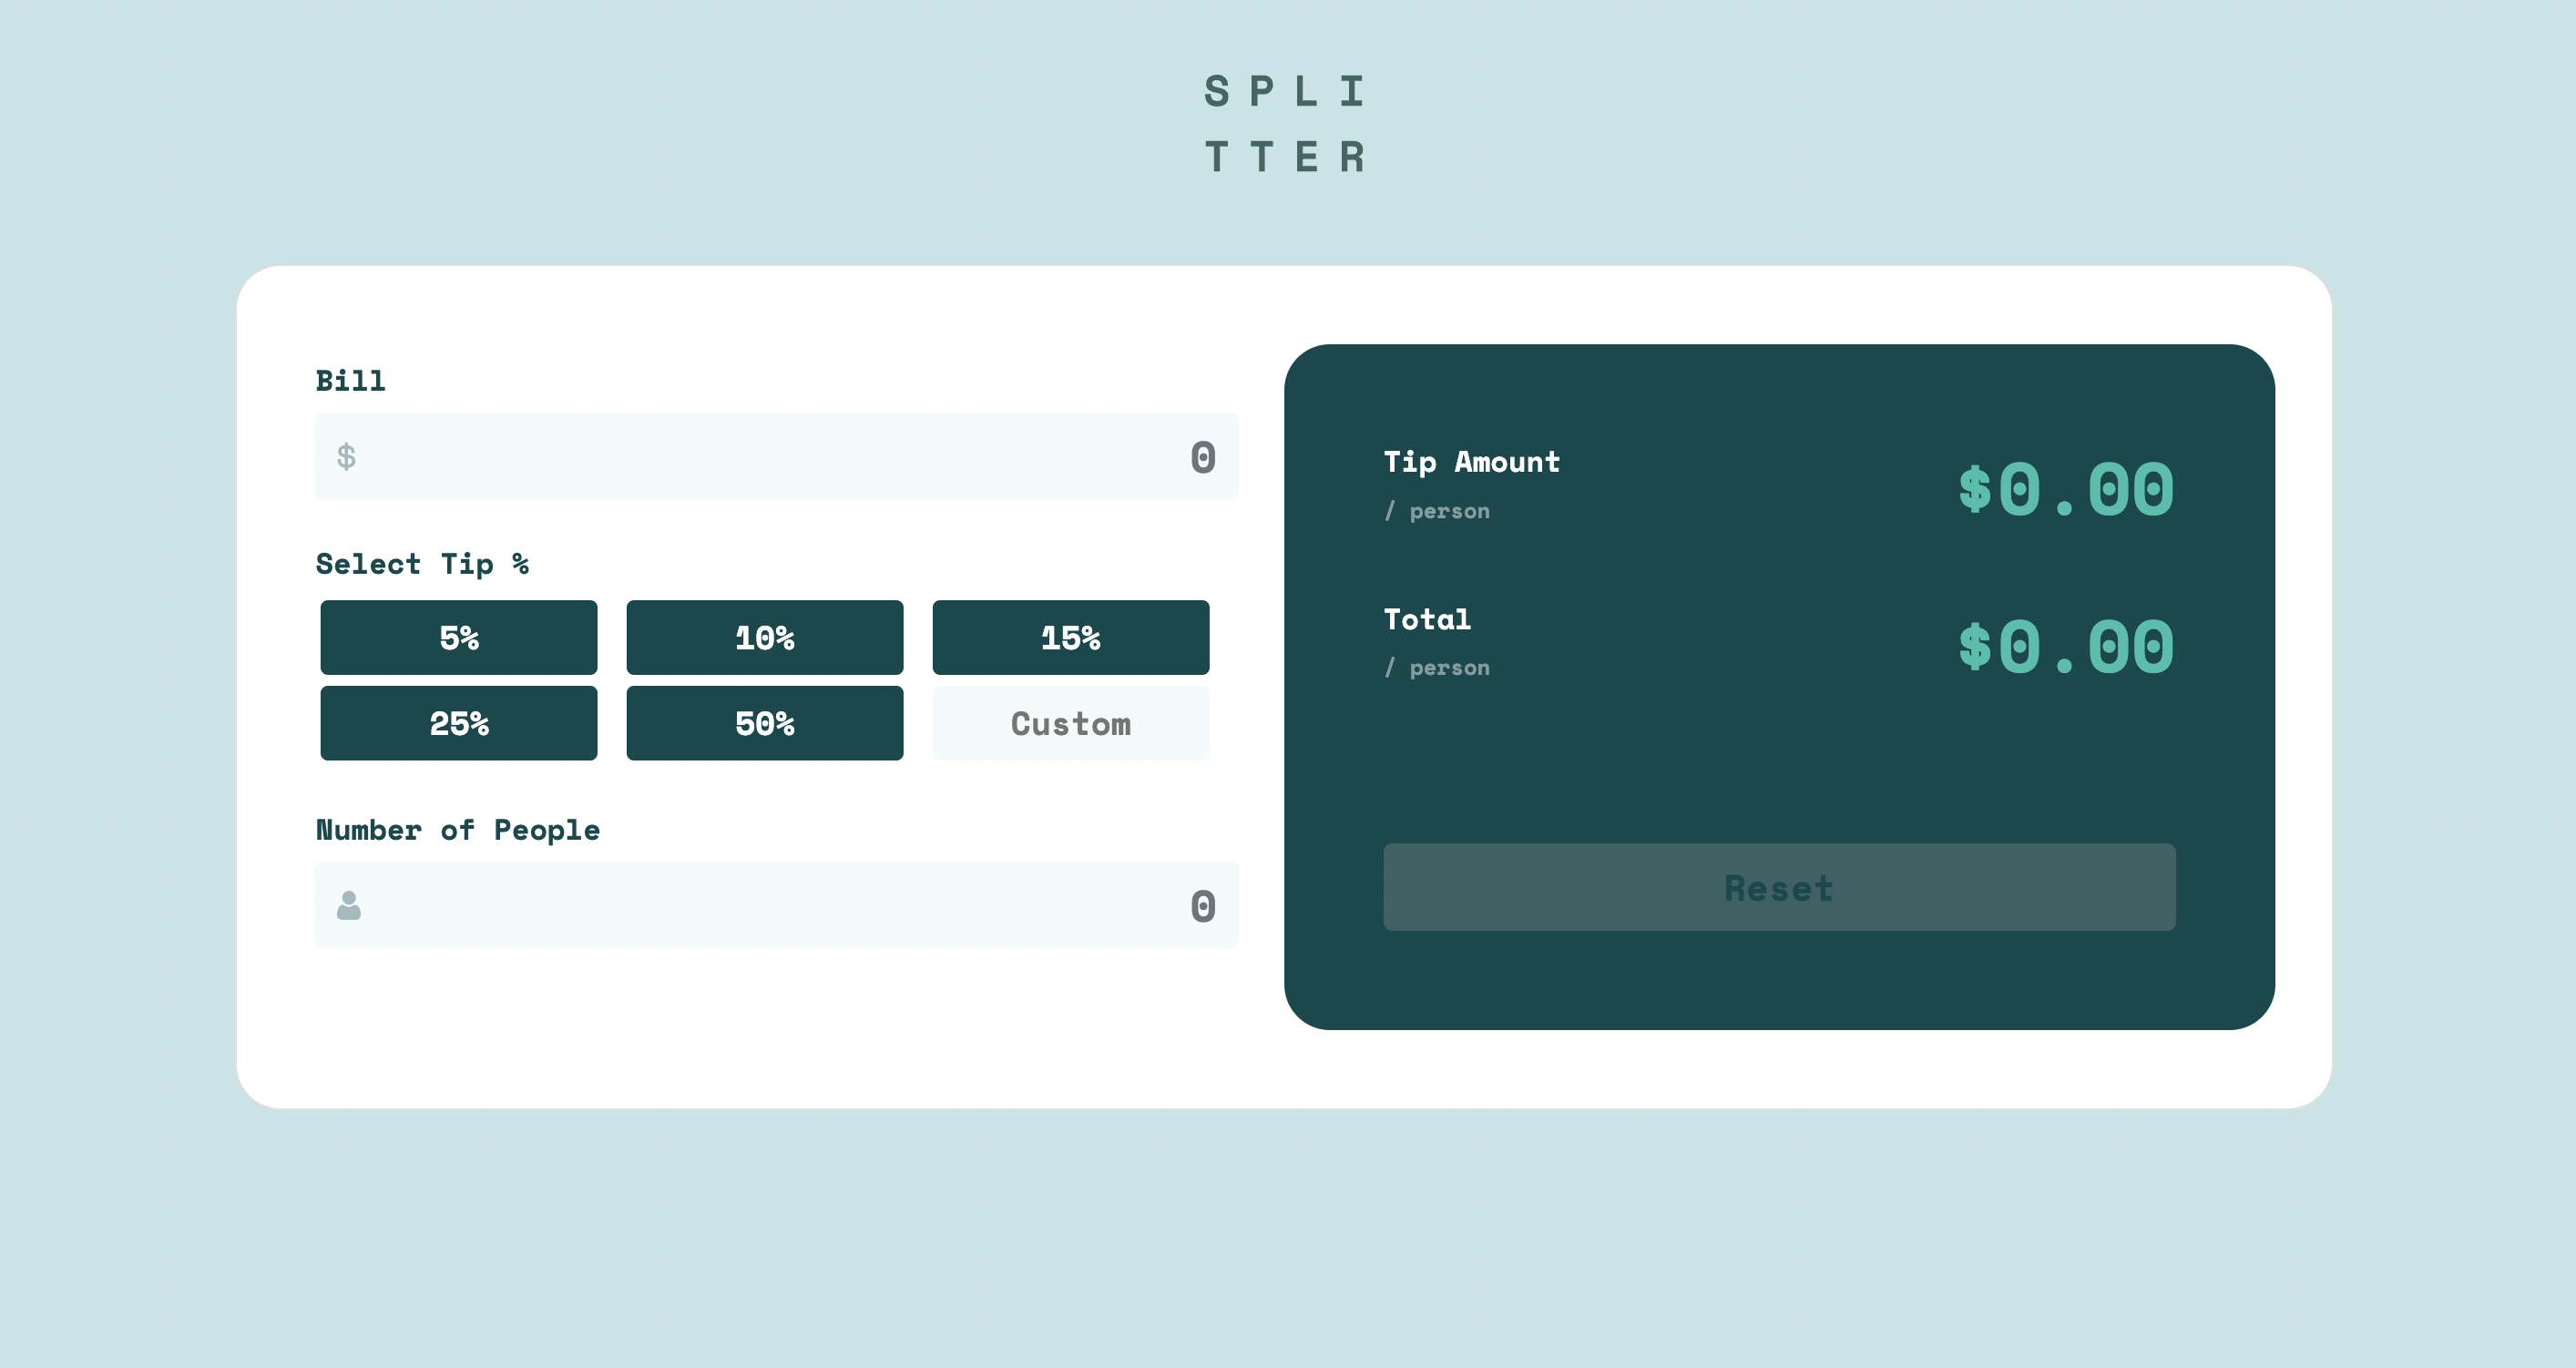 S P L I
T T E R
Bill
$ 0
Select Tip %
5% 10% 15%
25% 50% Custom
Number of People
0
Tip Amount
/ person
$0.00
Total
/ person
$0.00
Reset